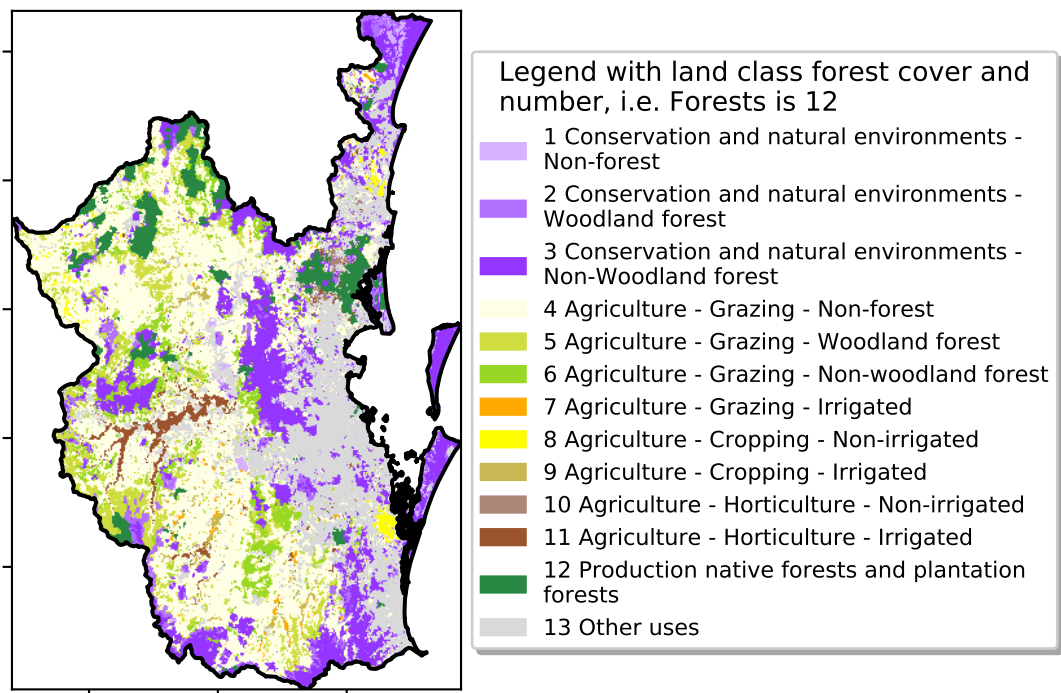 Legend with land class forest cover and
number, i.e. Forests is 12
1 Conservation and natural environments -
Non-forest
2 Conservation and natural environments -
Woodland forest
3 Conservation and natural environments -
Non-Woodland forest
4 Agriculture - Grazing - Non-forest
5 Agriculture - Grazing - Woodland forest
6 Agriculture - Grazing - Non-woodland forest
7 Agriculture - Grazing - Irrigated
8 Agriculture - Cropping - Non-irrigated
9 Agriculture - Cropping - Irrigated
10 Agriculture - Horticulture - Non-irrigated
11 Agriculture - Horticulture - Irrigated
12 Production native forests and plantation
forests
13 Other uses